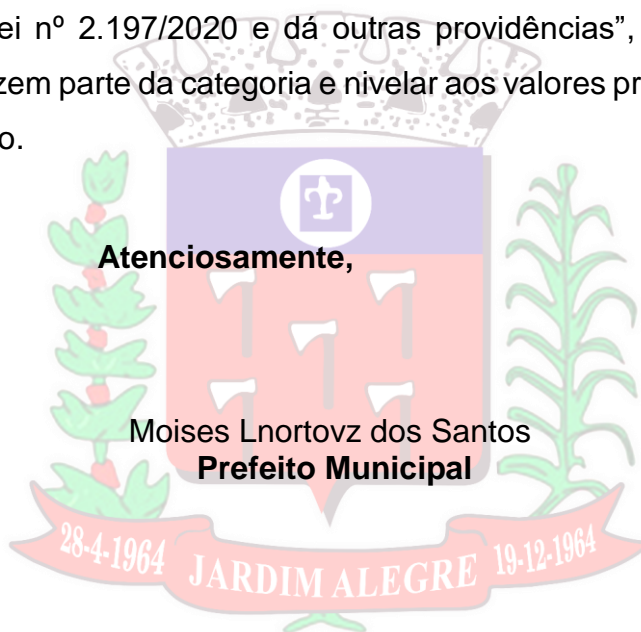 ei nº 2.197/2020 e dá outras providências”,
zem parte da categoria e nivelar aos valores pr
o.
Atenciosamente,
Moises Lnortovz dos Santos
Prefeito Municipal
28-4-1964 JARDIM ALEGRE 19-12-1964